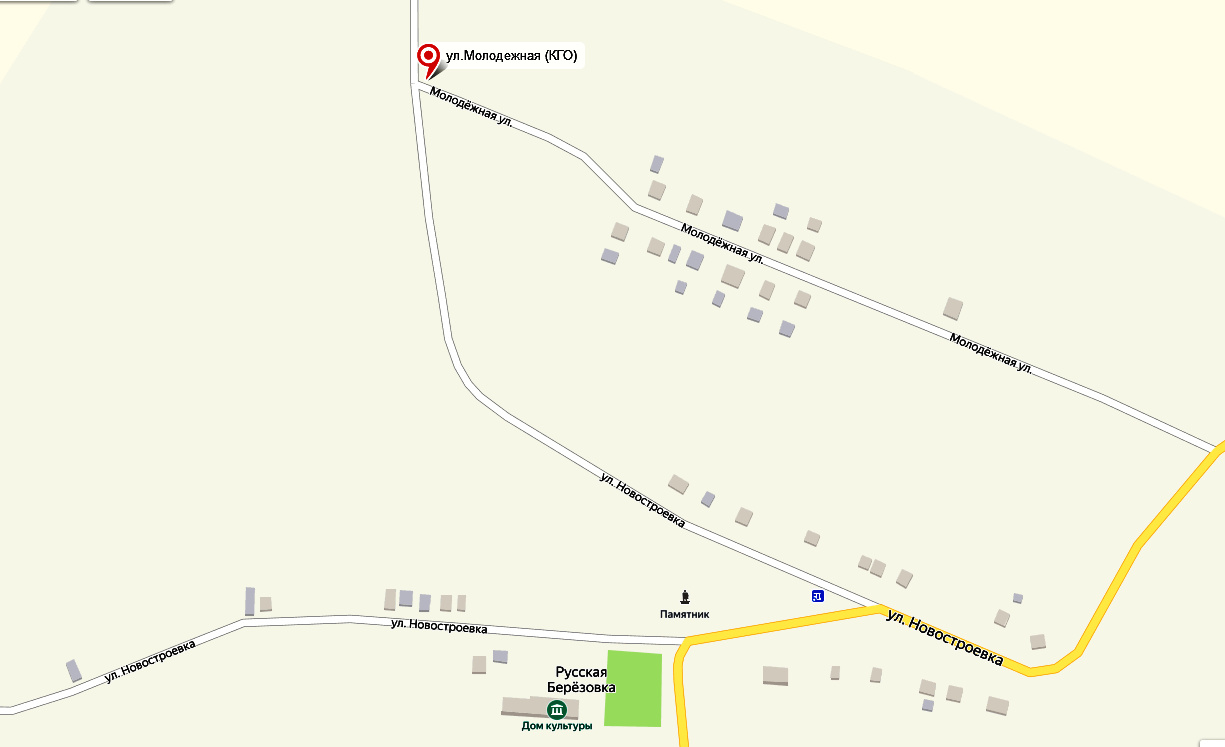 ул.Молодежная (КГО)
Молодёжная ул.
Молодёжная ул.
Молодёжная ул.
ул. Новостроевка
Памятник
ул. Новостроевка
ул. Новостроевка
ул. Новостроевка
Русская
Берёзовка
Дом культуры